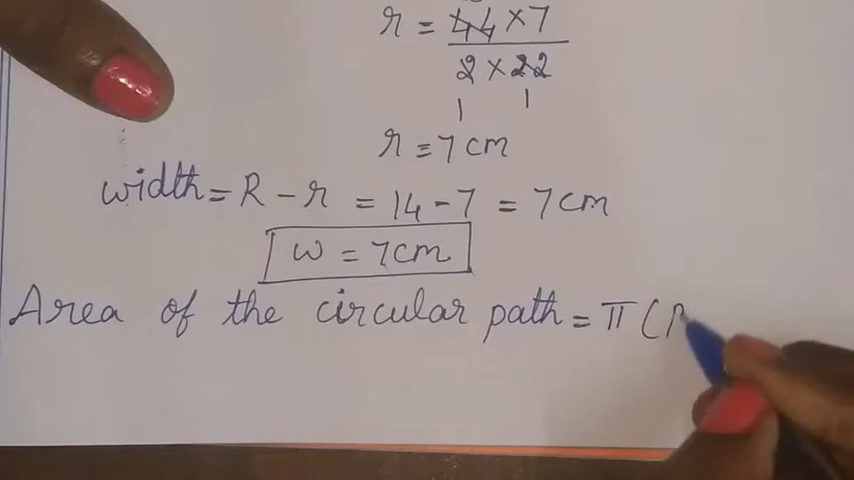 r = 44 × 7
2 × 22
1 1
r = 7 cm
width = R - r = 14 - 7 = 7 cm
w = 7cm
Area of the circular path = π (R